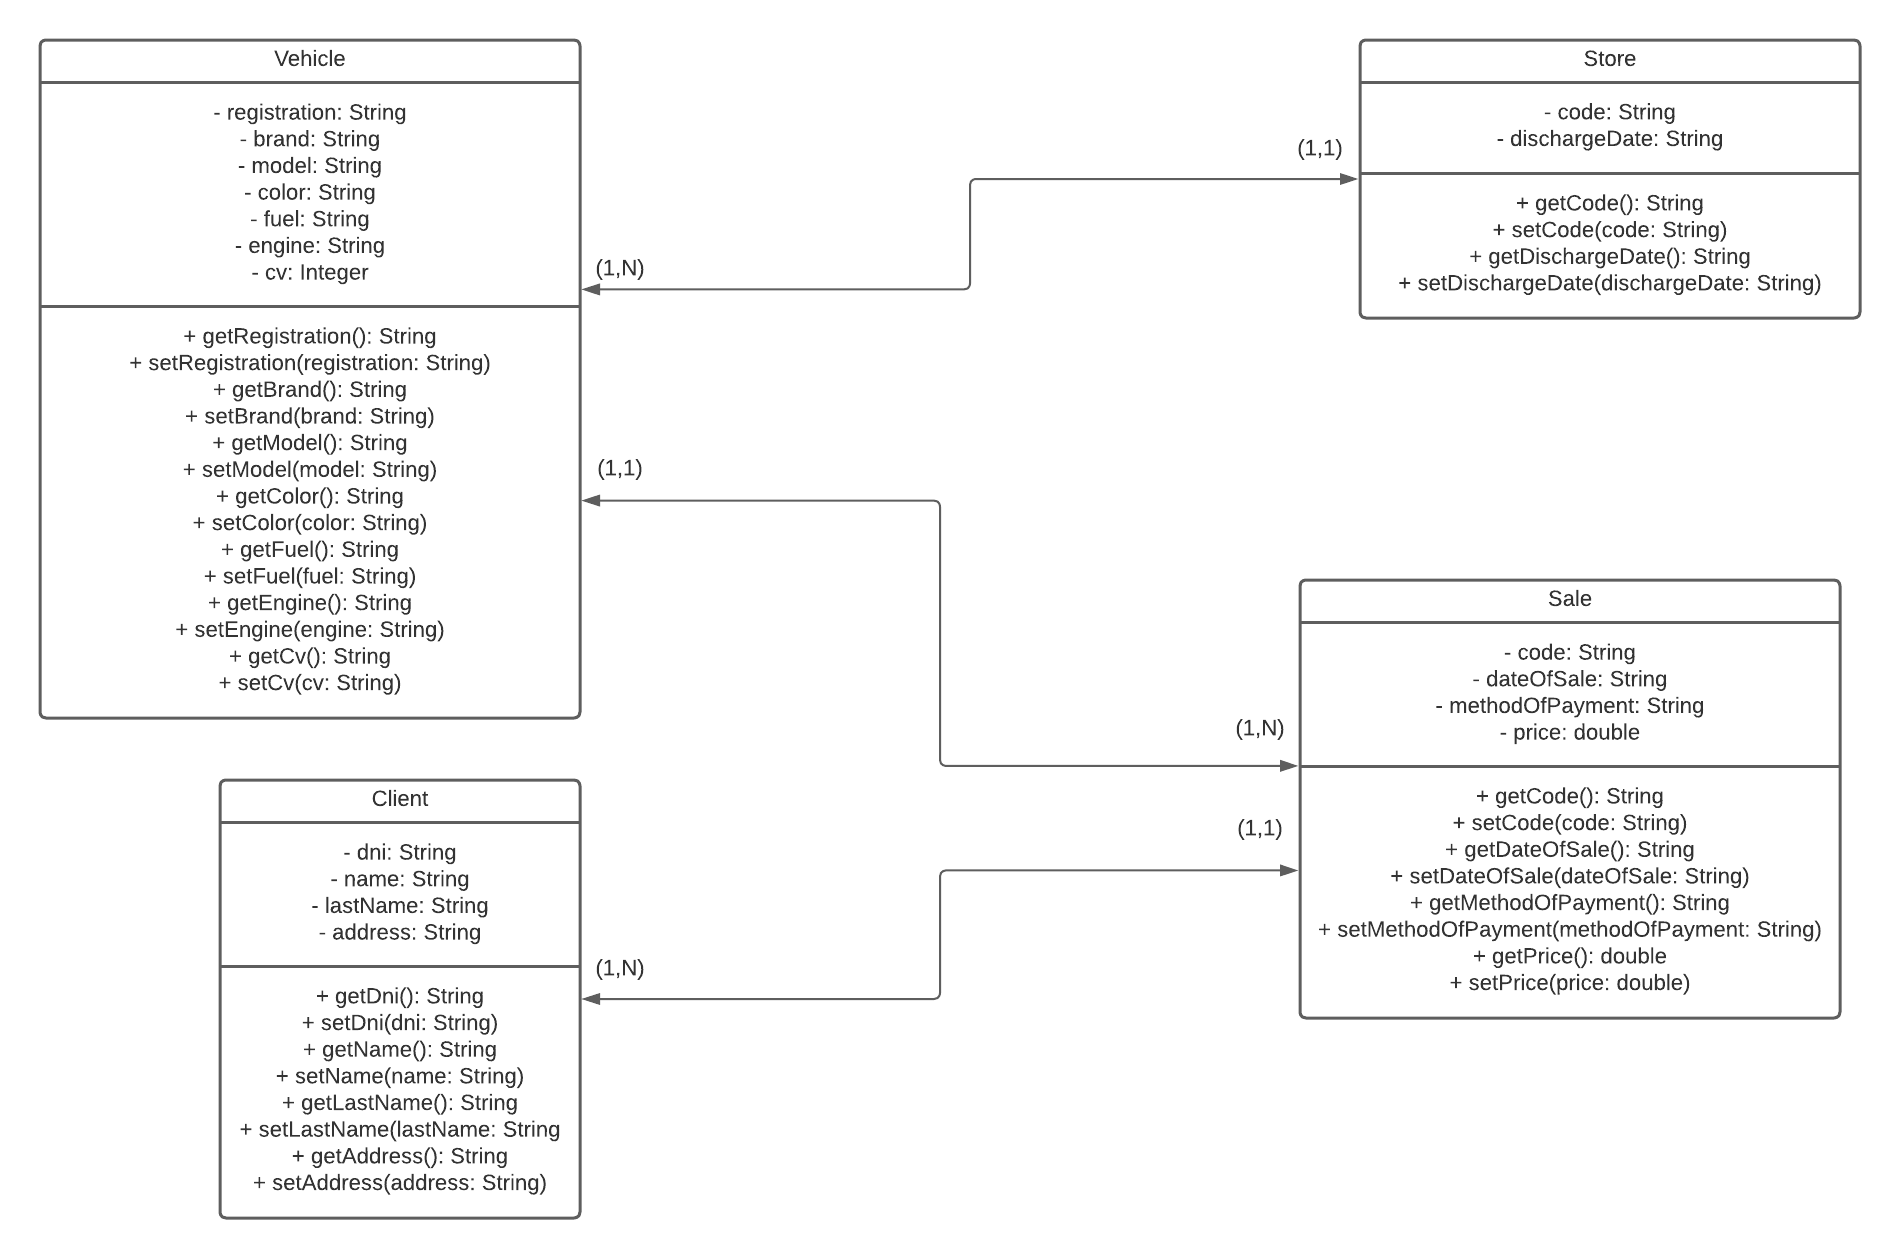 Vehicle
- registration: String
- brand: String
- model: String
- color: String
- fuel: String
- engine: String
- cv: Integer
+ getRegistration(): String
+ setRegistration(registration: String)
+ getBrand(): String
+ setBrand(brand: String)
+ getModel(): String
+ setModel(model: String)
+ getColor(): String
+ setColor(color: String)
+ getFuel(): String
+ setFuel(fuel: String)
+ getEngine(): String
+ setEngine(engine: String)
+ getCv(): String
+ setCv(cv: String)
(1,N)
(1,1)
Store
- code: String
- dischargeDate: String
+ getCode(): String
+ setCode(code: String)
+ getDischargeDate(): String
+ setDischargeDate(dischargeDate: String)
(1,1)
(1,N)
Sale
- code: String
- dateOfSale: String
- methodOfPayment: String
- price: double
+ getCode(): String
+ setCode(code: String)
+ getDateOfSale(): String
+ setDateOfSale(dateOfSale: String)
+ getMethodOfPayment(): String
+ setMethodOfPayment(methodOfPayment: String)
+ getPrice(): double
+ setPrice(price: double)
(1,1)
(1,N)
Client
- dni: String
- name: String
- lastName: String
- address: String
+ getDni(): String
+ setDni(dni: String)
+ getName(): String
+ setName(name: String)
+ getLastName(): String
+ setLastName(lastName: String
+ getAddress(): String
+ setAddress(address: String)